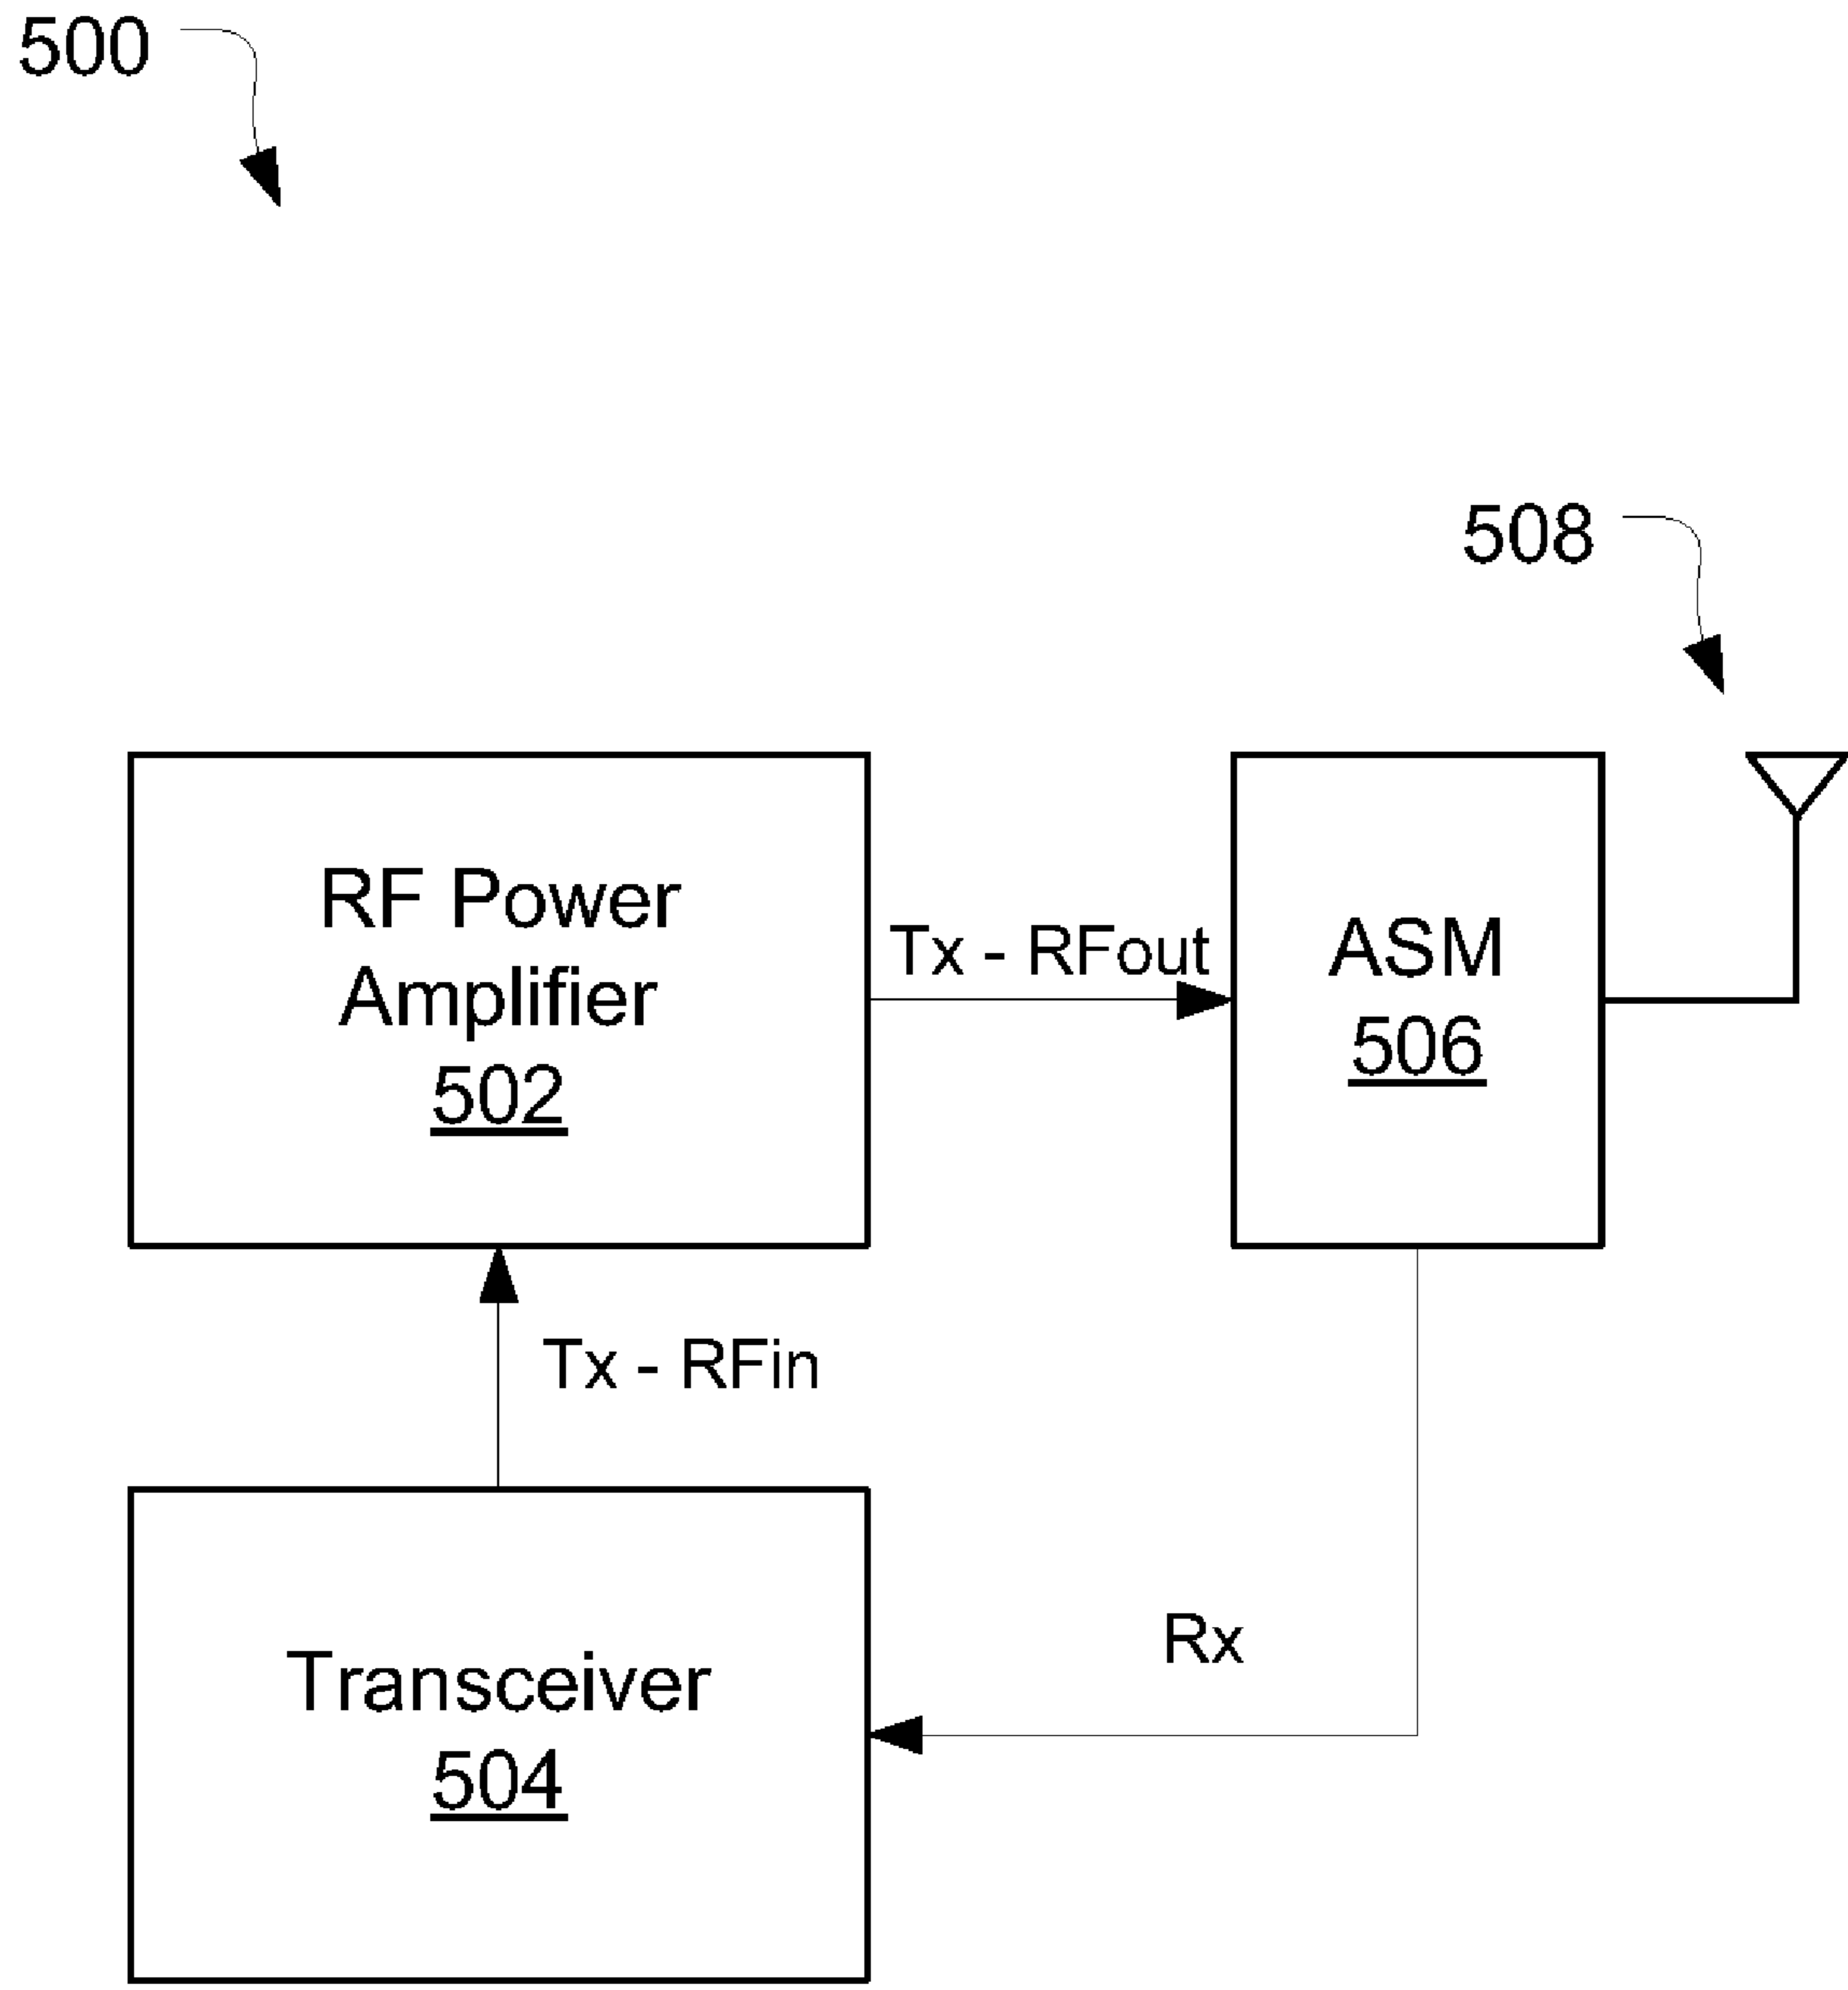 500
508
RF Power
Amplifier
502
Tx - RFout
ASM
506
Tx - RFin
Rx
Transceiver
504